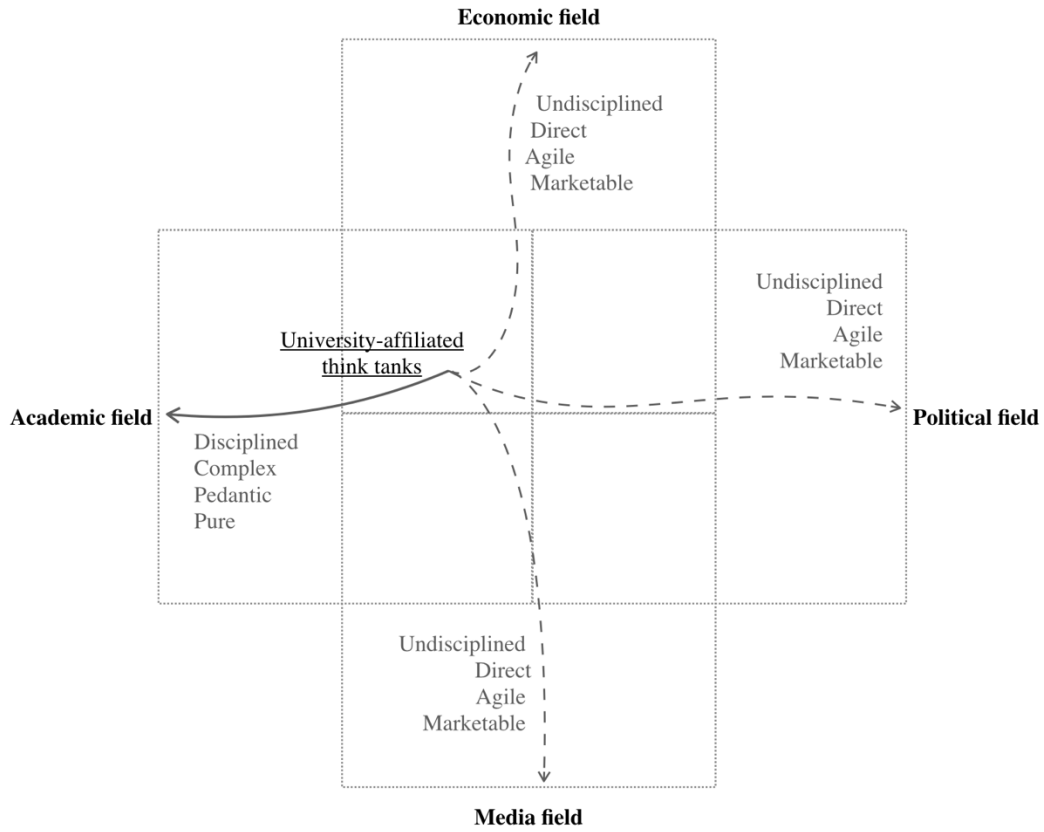 Economic field
Undisciplined
Direct
Agile
Marketable
Undisciplined
Direct
Agile
Marketable
University-affiliated
think tanks
Academic field
Political field
Disciplined
Complex
Pedantic
Pure
Undisciplined
Direct
Agile
Marketable
Media field